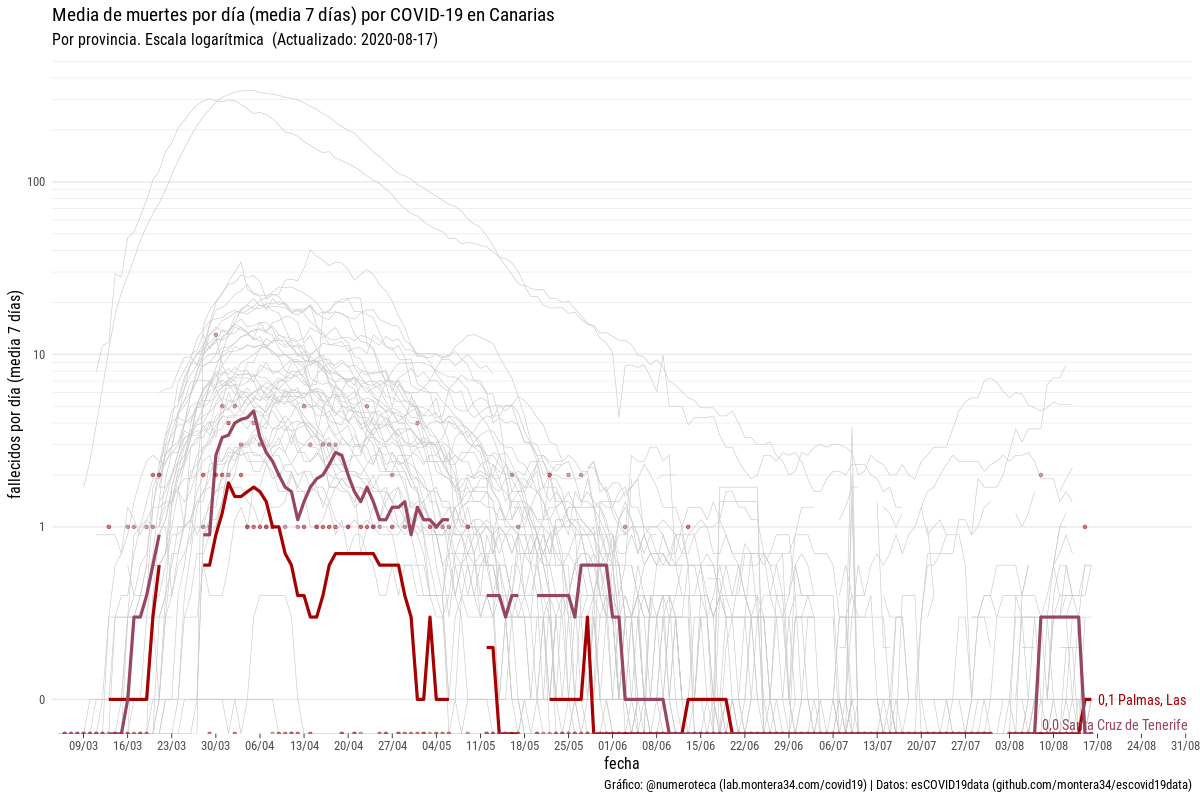 Media de muertes por día (media 7 días) por COVID-19 en Canarias
Por provincia. Escala logarítmica (Actualizado: 2020-08-17)
fallecidos por día (media 7 días)
100
10
1
0
0,1 Palmas, Las
0,0 Santa Cruz de Tenerife
09/03 16/03 23/03 30/03 06/04 13/04 20/04 27/04 04/05 11/05 18/05 25/05 01/06 08/06 15/06 22/06 29/06 06/07 13/07 20/07 27/07 03/08 10/08 17/08 24/08 31/08
fecha
Gráfico: @numeroteca (lab.montera34.com/covid19) | Datos: esCOVID19data (github.com/montera34/escovid19data)